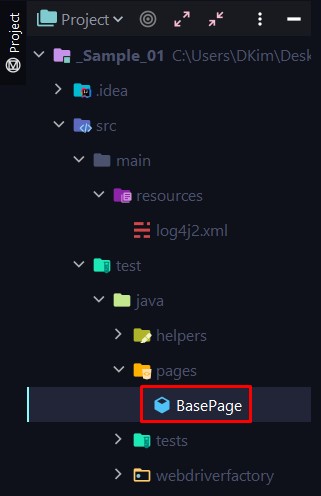 Project
Project
_Sample_01 C:\Users\DKim\Desk
.idea
src
main
resources
log4j2.xml
test
java
helpers
pages
BasePage
tests
webdriverfactory